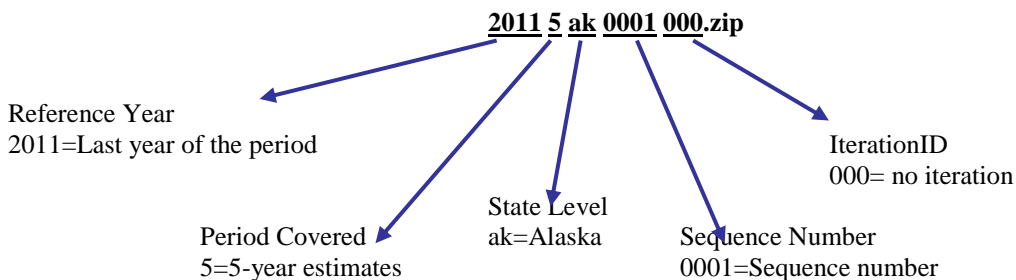 2011 5 ak 0001 000.zip
Reference Year
2011=Last year of the period
IterationID
000= no iteration
State Level
ak=Alaska
Period Covered
5=5-year estimates
Sequence Number
0001=Sequence number